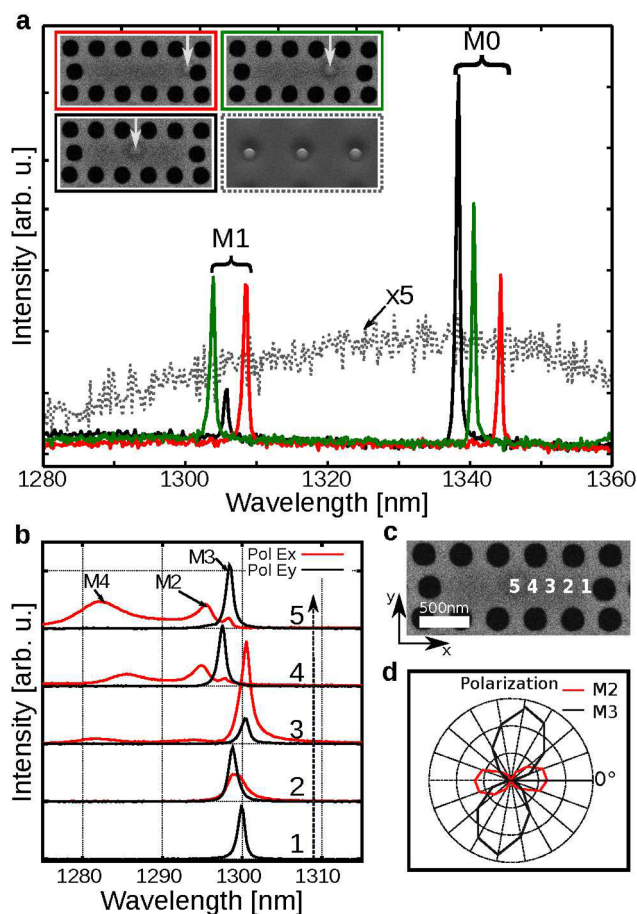 a
M0
M1
x5
Intensity [arb. u.]
1280 1300 1320 1340 1360
Wavelength [nm]
b
Pol Ex
Pol Ey
M3
M4
M2
5
4
3
2
1
Intensity [arb. u.]
1280 1290 1300 1310
Wavelength [nm]
c
5 4 3 2 1
500nm
y
x
d
Polarization
M2
M3
0°